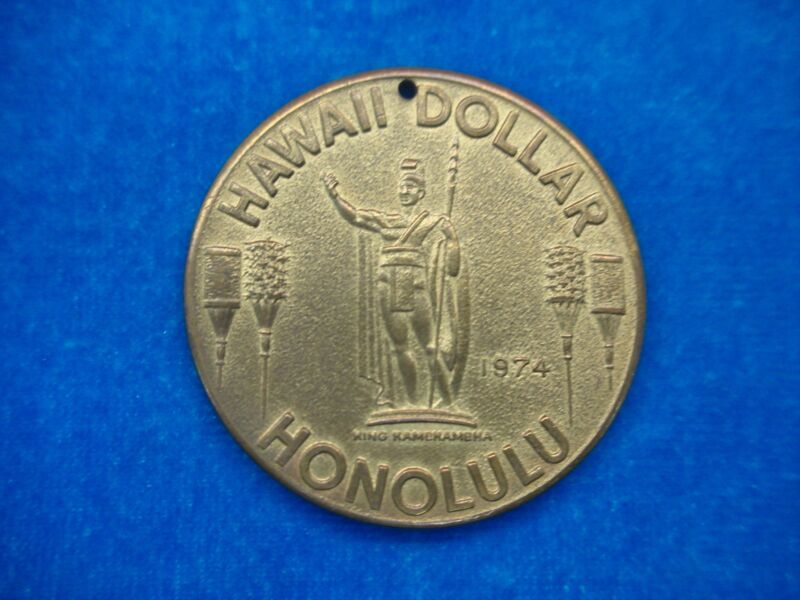 HAWAII DOLLAR
1974
KING KAMEHAMEHA
HONOLULU